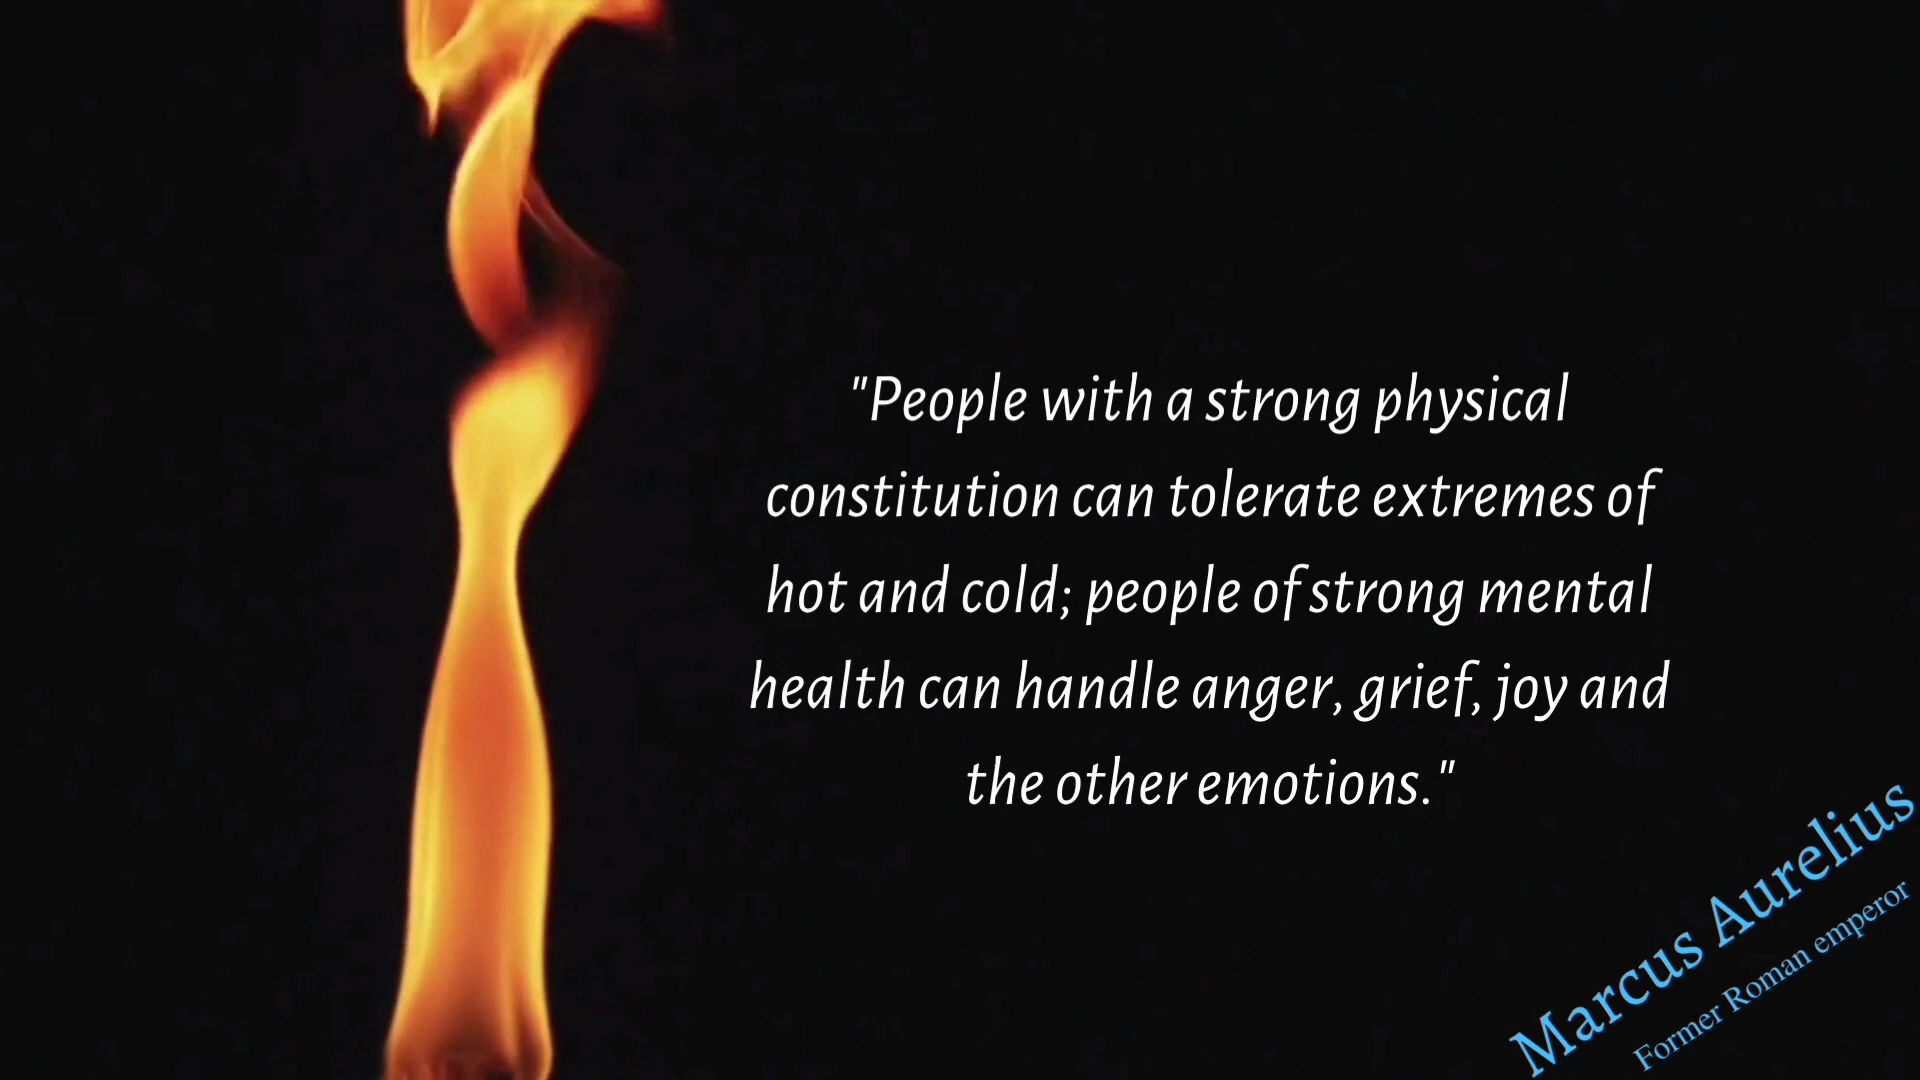 "People with a strong physical
constitution can tolerate extremes of
hot and cold; people of strong mental
health can handle anger, grief, joy and
the other emotions."
Marcus Aurelius
Former Roman emperor